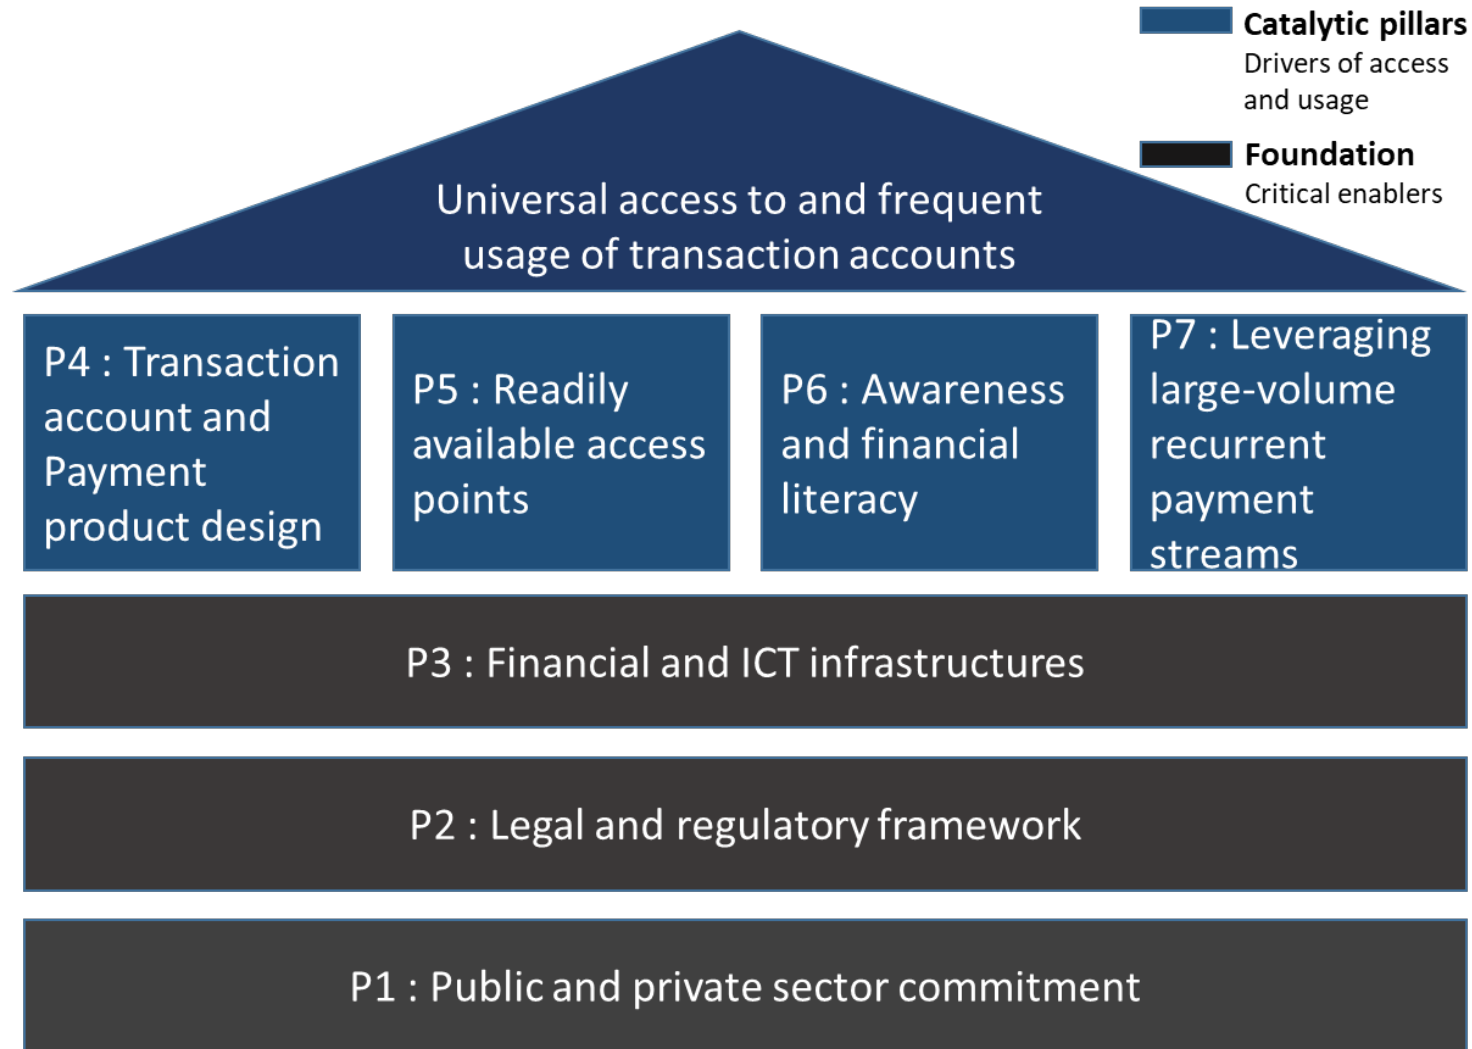 Catalytic pillars
Drivers of access
and usage
Foundation
Critical enablers
Universal access to and frequent
usage of transaction accounts
P4 : Transaction
account and
Payment
product design
P5 : Readily
available access
points
P6 : Awareness
and financial
literacy
P7 : Leveraging
large-volume
recurrent
payment
streams
P3 : Financial and ICT infrastructures
P2 : Legal and regulatory framework
P1 : Public and private sector commitment